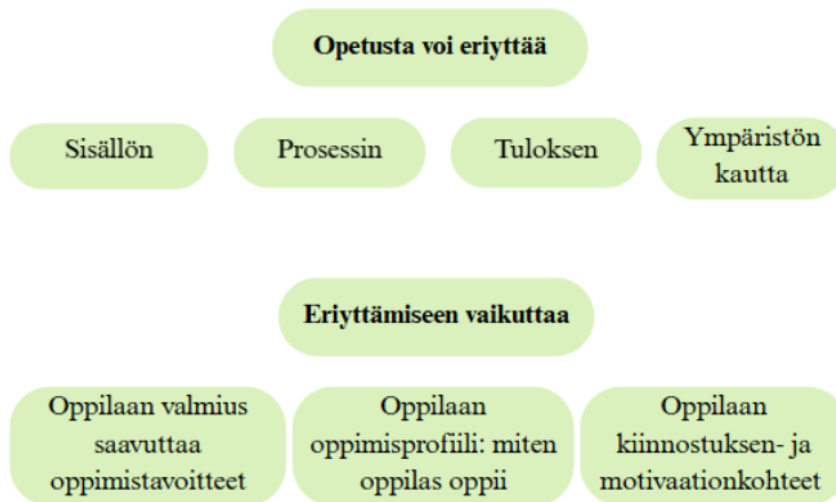 Opetusta voi eriyttää
Sisällön
Prosessin
Tuloksen
Ympäristön
kautta
Eriyttämiseen vaikuttaa
Oppilaan valmius
saavuttaa
oppimistavoitteet
Oppilaan
oppimisprofiili: miten
oppilas oppii
Oppilaan
kiinnostuksen- ja
motivaationkohteet